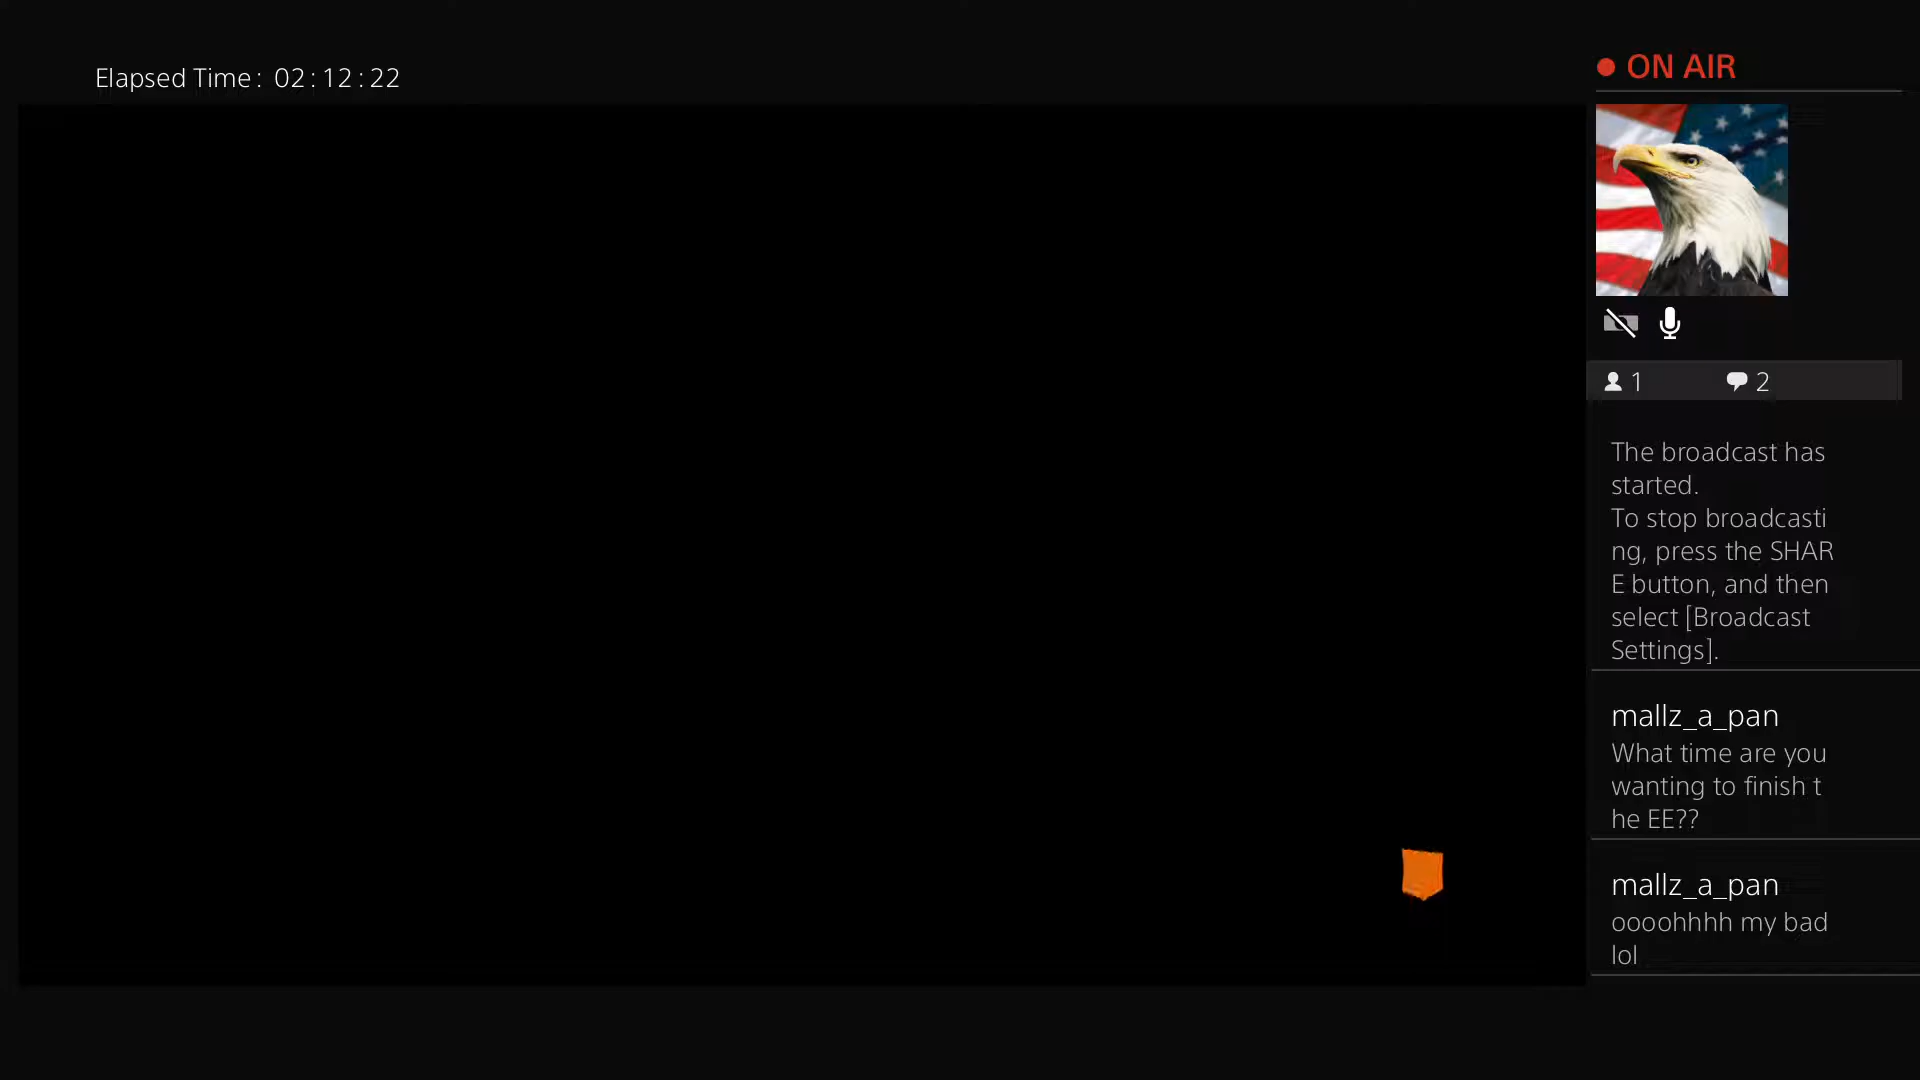 Elapsed Time: 02:12:22
ON AIR
1 2
The broadcast has
started.
To stop broadcasti
ng, press the SHAR
E button, and then
select [Broadcast
Settings].
mallz_a_pan
What time are you
wanting to finish t
he EE??
mallz_a_pan
oooohhhh my bad
lol